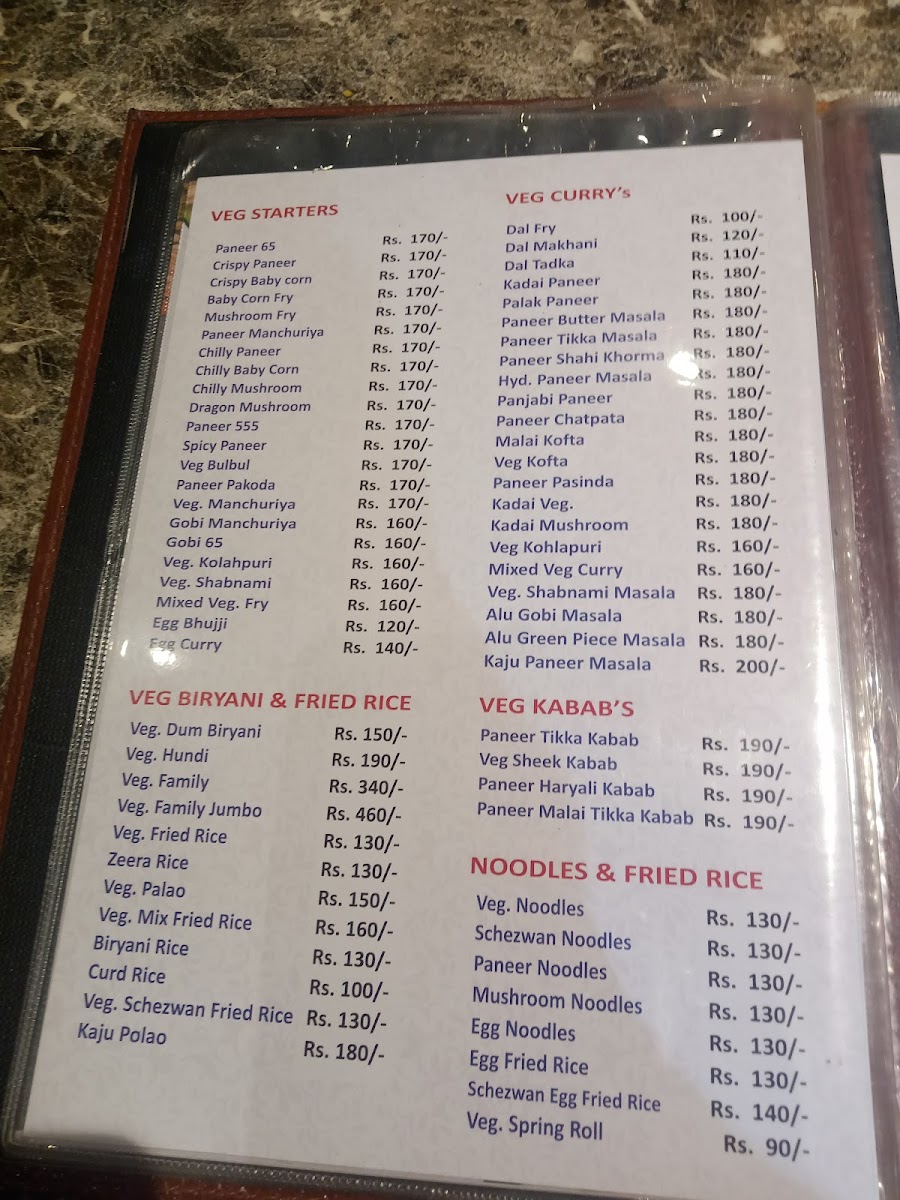 VEG STARTERS
Paneer 65 Rs. 170/-
Crispy Paneer Rs. 170/-
Crispy Baby corn Rs. 170/-
Baby Corn Fry Rs. 170/-
Mushroom Fry Rs. 170/-
Paneer Manchuriya Rs. 170/-
Chilly Paneer Rs. 170/-
Chilly Baby Corn Rs. 170/-
Chilly Mushroom Rs. 170/-
Dragon Mushroom Rs. 170/-
Paneer 555 Rs. 170/-
Spicy Paneer Rs. 170/-
Veg Bulbul Rs. 170/-
Paneer Pakoda Rs. 170/-
Veg. Manchuriya Rs. 170/-
Gobi Manchuriya Rs. 160/-
Gobi 65 Rs. 160/-
Veg. Kolahpuri Rs. 160/-
Veg. Shabnami Rs. 160/-
Mixed Veg. Fry Rs. 160/-
Egg Bhujji Rs. 120/-
Egg Curry Rs. 140/-
VEG BIRYANI & FRIED RICE
Veg. Dum Biryani Rs. 150/-
Veg. Hundi Rs. 190/-
Veg. Family Rs. 340/-
Veg. Family Jumbo Rs. 460/-
Veg. Fried Rice Rs. 130/-
Zeera Rice Rs. 130/-
Veg. Palao Rs. 150/-
Veg. Mix Fried Rice Rs. 160/-
Biryani Rice Rs. 130/-
Curd Rice Rs. 100/-
Veg. Schezwan Fried Rice Rs. 130/-
Kaju Polao Rs. 180/-
VEG CURRY's
Dal Fry Rs. 100/-
Dal Makhani Rs. 120/-
Dal Tadka Rs. 110/-
Kadai Paneer Rs. 180/-
Palak Paneer Rs. 180/-
Paneer Butter Masala Rs. 180/-
Paneer Tikka Masala Rs. 180/-
Paneer Shahi Khorma Rs. 180/-
Hyd. Paneer Masala Rs. 180/-
Panjabi Paneer Rs. 180/-
Paneer Chatpata Rs. 180/-
Malai Kofta Rs. 180/-
Veg Kofta Rs. 180/-
Paneer Pasinda Rs. 180/-
Kadai Veg. Rs. 180/-
Kadai Mushroom Rs. 180/-
Veg Kohlapuri Rs. 160/-
Mixed Veg Curry Rs. 160/-
Veg. Shabnami Masala Rs. 180/-
Alu Gobi Masala Rs. 180/-
Alu Green Piece Masala Rs. 180/-
Kaju Paneer Masala Rs. 200/-
VEG KABAB'S
Paneer Tikka Kabab Rs. 190/-
Veg Sheek Kabab Rs. 190/-
Paneer Haryali Kabab Rs. 190/-
Paneer Malai Tikka Kabab Rs. 190/-
NOODLES & FRIED RICE
Veg. Noodles Rs. 130/-
Schezwan Noodles Rs. 130/-
Paneer Noodles Rs. 130/-
Mushroom Noodles Rs. 130/-
Egg Noodles Rs. 130/-
Egg Fried Rice Rs. 130/-
Schezwan Egg Fried Rice Rs. 140/-
Veg. Spring Roll Rs. 90/-